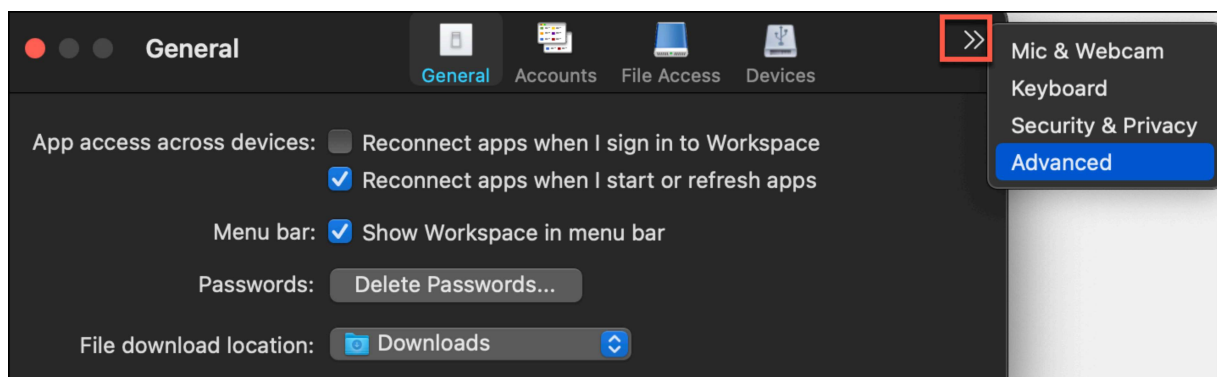 General
General Accounts File Access Devices
Mic & Webcam
Keyboard
Security & Privacy
Advanced
App access across devices: Reconnect apps when I sign in to Workspace
Reconnect apps when I start or refresh apps
Menu bar: Show Workspace in menu bar
Passwords: Delete Passwords...
File download location: Downloads